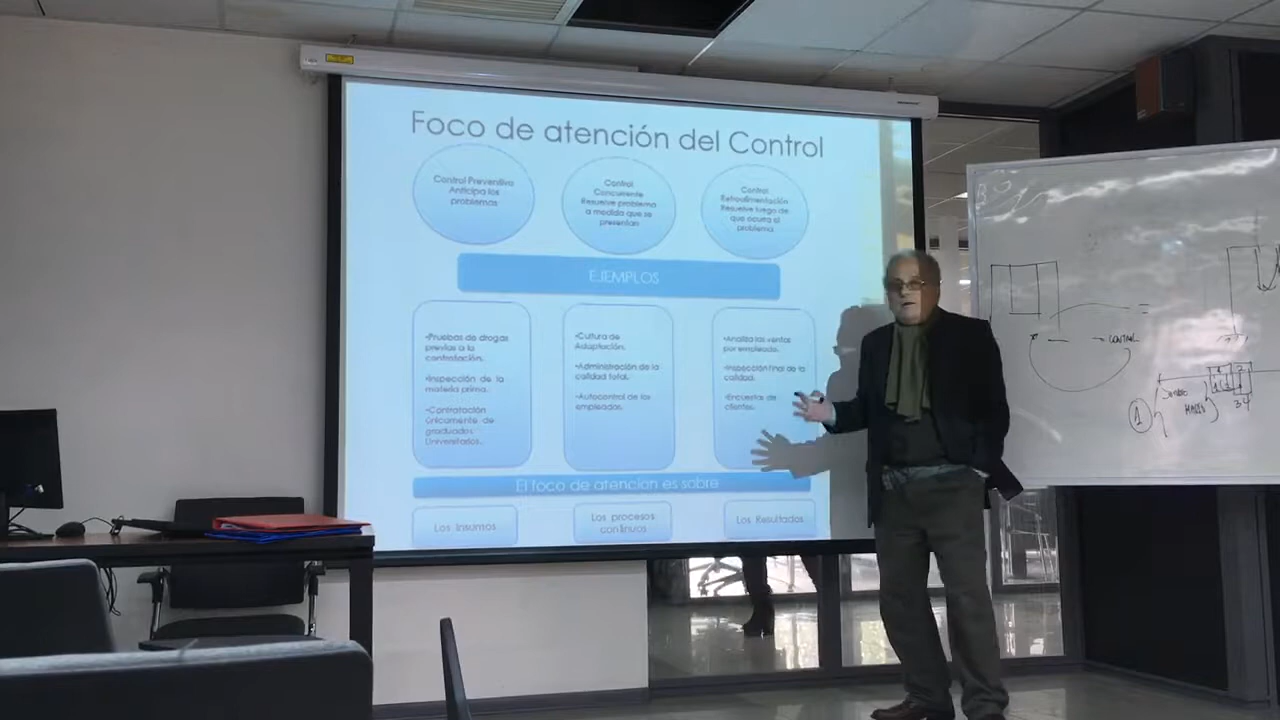 Foco de atención del Control
Control Preventivo
Anticipa los
problemas
Control
Concurrente
Resuelve problema
a medida que se
presentan
Control
Retroalimentación
Resuelve luego de
que ocurra el
problema
EJEMPLOS
•Pruebas de drogas
previas a la
contratación.
•Inspección de la
materia prima.
•Contratación
únicamente de
graduados
Universitarios.
•Cultura de
Adaptación.
•Administración de la
calidad total.
•Autocontrol de los
empleados.
•Analiza las ventas
por empleado.
•Inspección final de la
calidad.
•Encuestas de
clientes.
El foco de atencion es sobre
Los Insumos
Los procesos
continuos
Los Resultados
CONTROL
1
34